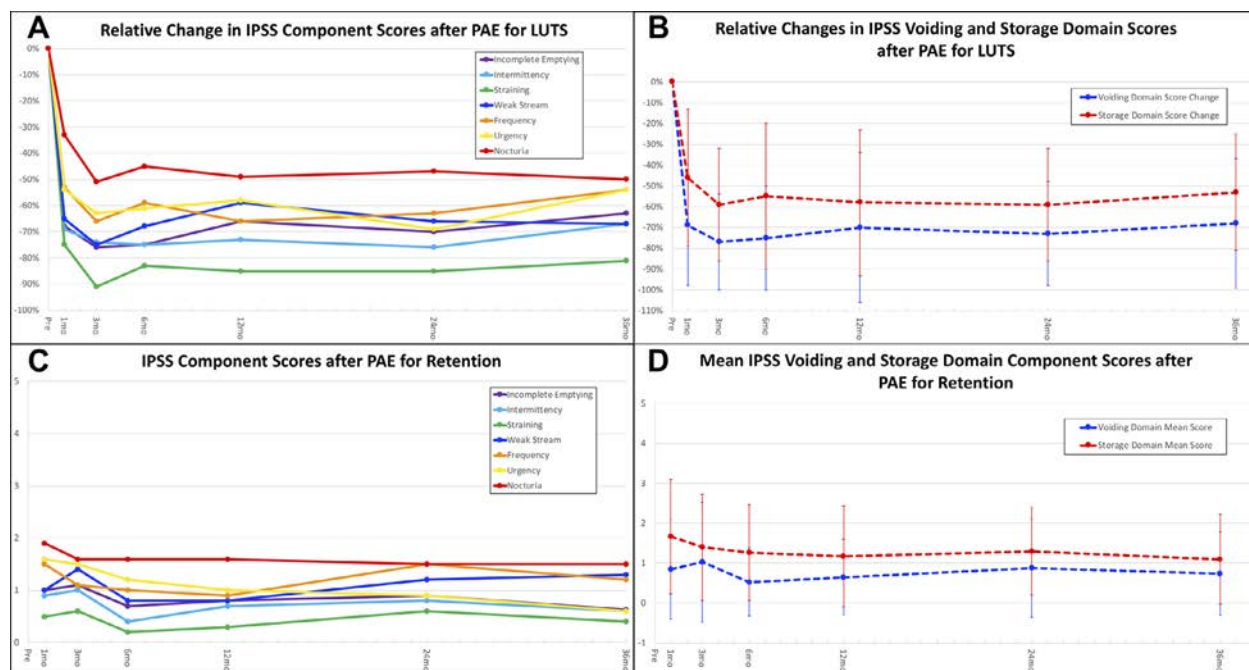 A
Relative Change in IPSS Component Scores after PAE for LUTS
0%
-10%
-20%
-30%
-40%
-50%
-60%
-70%
-80%
-90%
-100%
Incomplete Emptying
Intermittency
Straining
Weak Stream
Frequency
Urgency
Nocturia
Pre
1mo
3mo
6mo
12mo
24mo
36mo
B
Relative Changes in IPSS Voiding and Storage Domain Scores
after PAE for LUTS
0%
-10%
-20%
-30%
-40%
-50%
-60%
-70%
-80%
-90%
-100%
-110%
Voiding Domain Score Change
Storage Domain Score Change
Pre
1mo
3mo
6mo
12mo
24mo
36mo
C
IPSS Component Scores after PAE for Retention
5
4
3
2
1
0
Incomplete Emptying
Intermittency
Straining
Weak Stream
Frequency
Urgency
Nocturia
Pre
1mo
3mo
6mo
12mo
24mo
36mo
D
Mean IPSS Voiding and Storage Domain Component Scores after
PAE for Retention
5
4
3
2
1
0
-1
Voiding Domain Mean Score
Storage Domain Mean Score
Pre
1mo
3mo
6mo
12mo
24mo
36mo